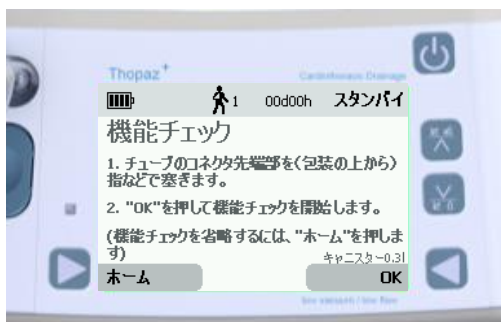 Thopaz+
Cardiothoracic Drainage
1 00d00h スタンバイ
機能チェック
1. チューブのコネクタ先端部を(包装の上から)
指などで塞ぎます。
2. "OK"を押して機能チェックを開始します。
(機能チェックを省略するには、"ホーム"を押しま
す)
キャニスター0.3l
ホーム OK
low vacuum / low flow